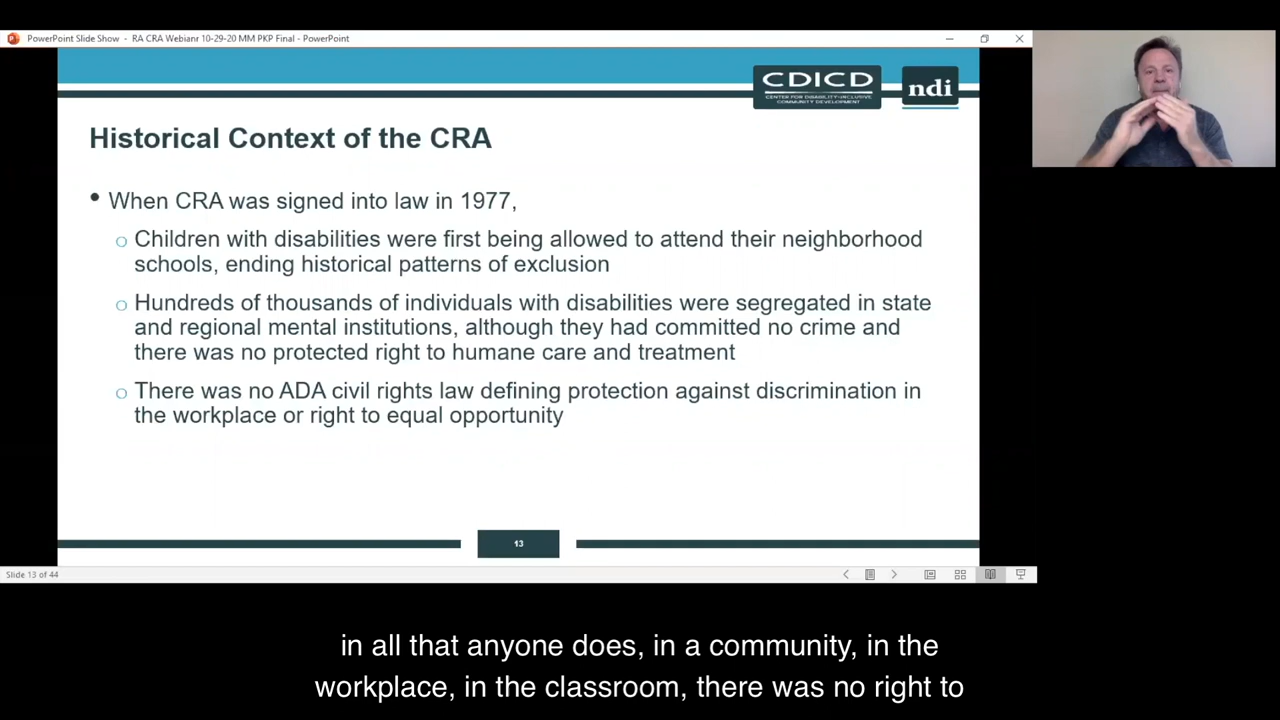 PowerPoint Slide Show - RA CRA Webianr 10-29-20 MM PKP Final - PowerPoint
CDICD
CENTER FOR DISABILITY-INCLUSIVE
COMMUNITY DEVELOPMENT
ndi
Historical Context of the CRA
• When CRA was signed into law in 1977,
o Children with disabilities were first being allowed to attend their neighborhood
schools, ending historical patterns of exclusion
o Hundreds of thousands of individuals with disabilities were segregated in state
and regional mental institutions, although they had committed no crime and
there was no protected right to humane care and treatment
o There was no ADA civil rights law defining protection against discrimination in
the workplace or right to equal opportunity
13
Slide 13 of 44
in all that anyone does, in a community, in the
workplace, in the classroom, there was no right to